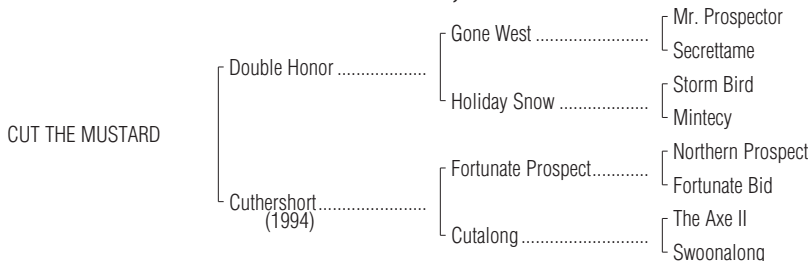 Mr. Prospector
Gone West ........................
Secrettame
Double Honor ...................
Storm Bird
Holiday Snow ...................
Mintecy
CUT THE MUSTARD
Northern Prospect
Fortunate Prospect............
Fortunate Bid
Cuthershort.......................
(1994)
The Axe II
Cutalong...........................
Swoonalong